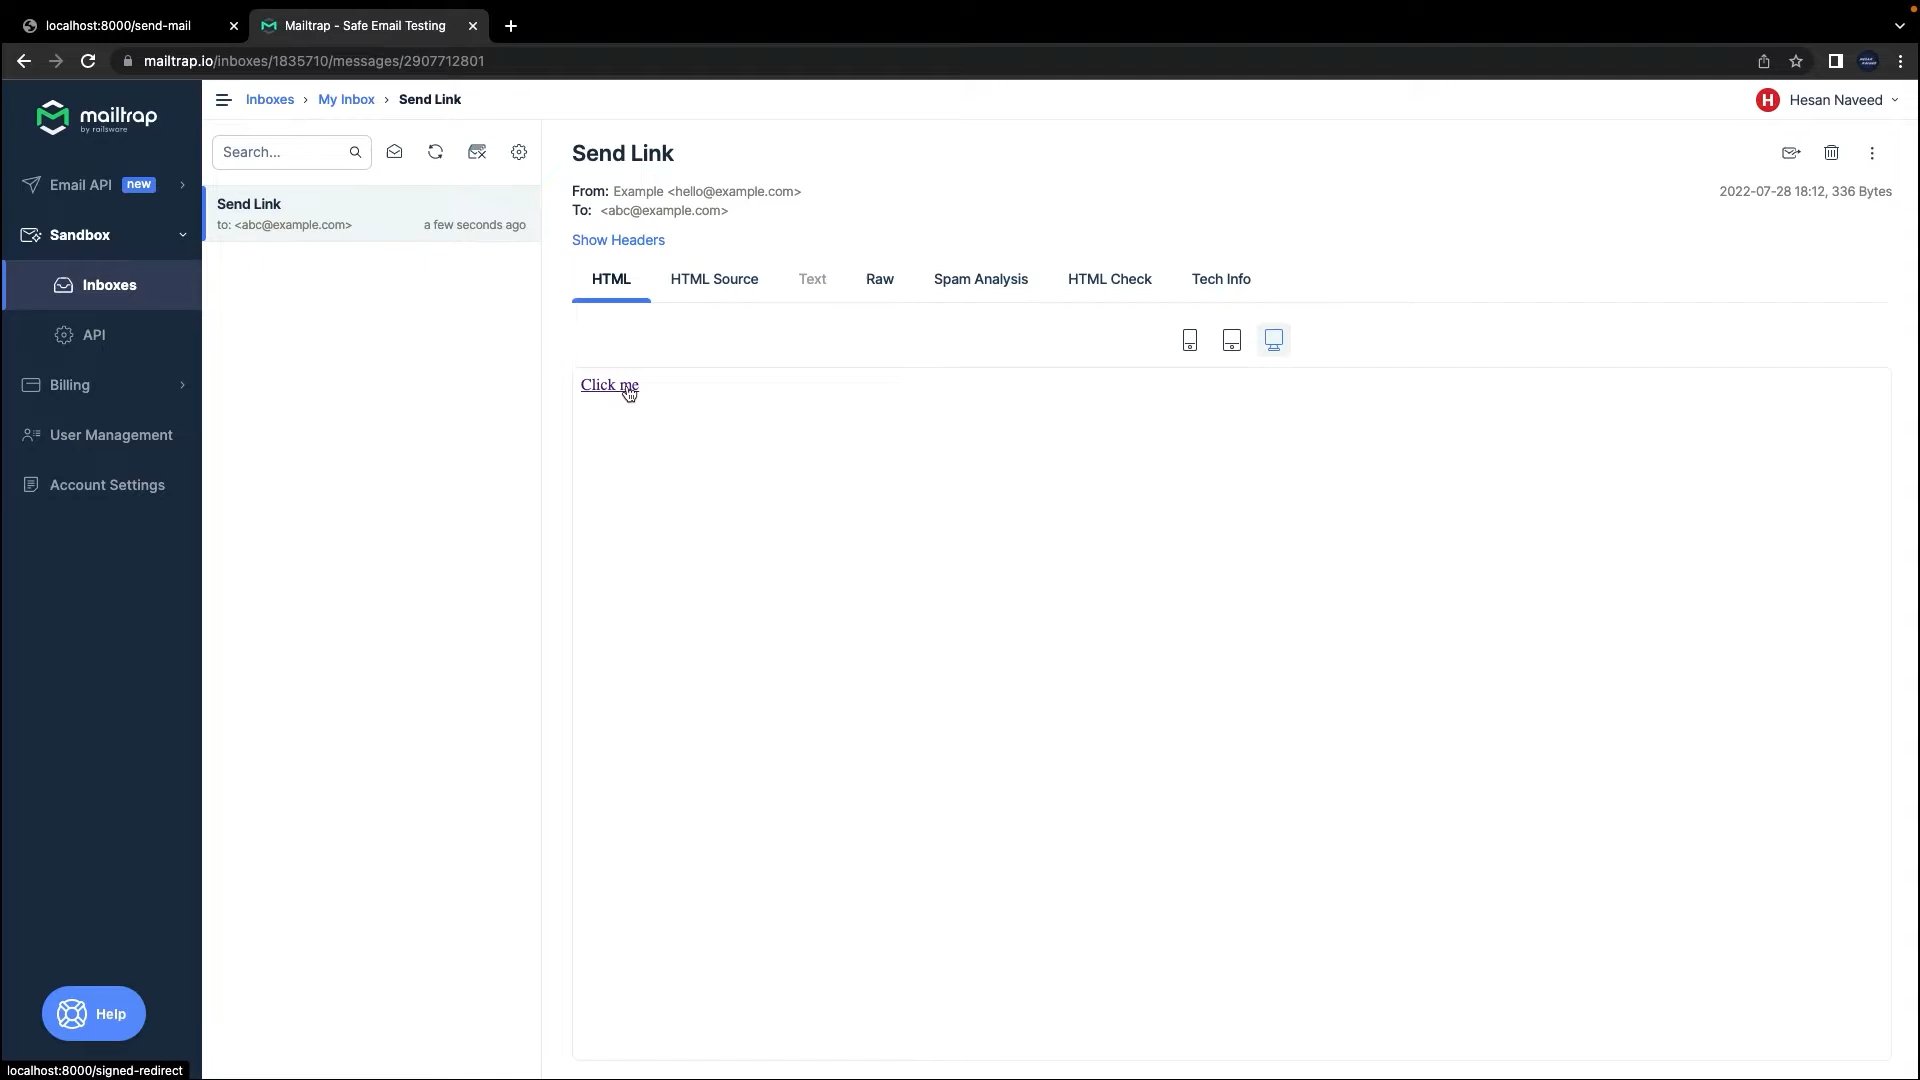 localhost:8000/send-mail
Mailtrap - Safe Email Testing
mailtrap.io/inboxes/1835710/messages/2907712801
mailtrap
by railsware
Inboxes › My Inbox › Send Link
H Hesan Naveed
Search...
Email API new
Sandbox
Inboxes
API
Billing
User Management
Account Settings
Help
Send Link
to: <abc@example.com> a few seconds ago
Send Link
From: Example <hello@example.com>
2022-07-28 18:12, 336 Bytes
To: <abc@example.com>
Show Headers
HTML HTML Source Text Raw Spam Analysis HTML Check Tech Info
Click me
localhost:8000/signed-redirect